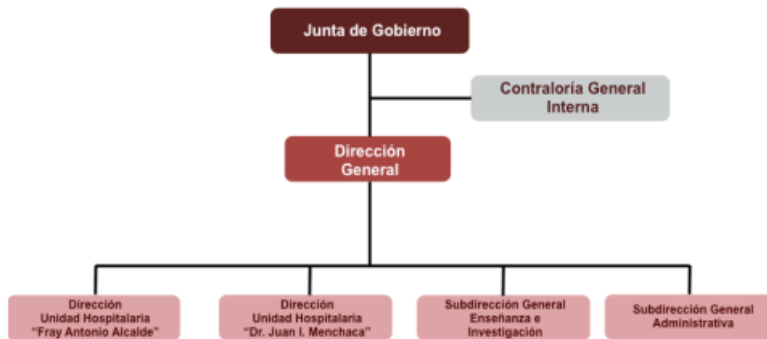 Junta de Gobierno
Contraloría General
Interna
Dirección
General
Dirección
Unidad Hospitalaria
“Fray Antonio Alcalde”
Dirección
Unidad Hospitalaria
“Dr. Juan I. Menchaca”
Subdirección General
Enseñanza e
Investigación
Subdirección General
Administrativa